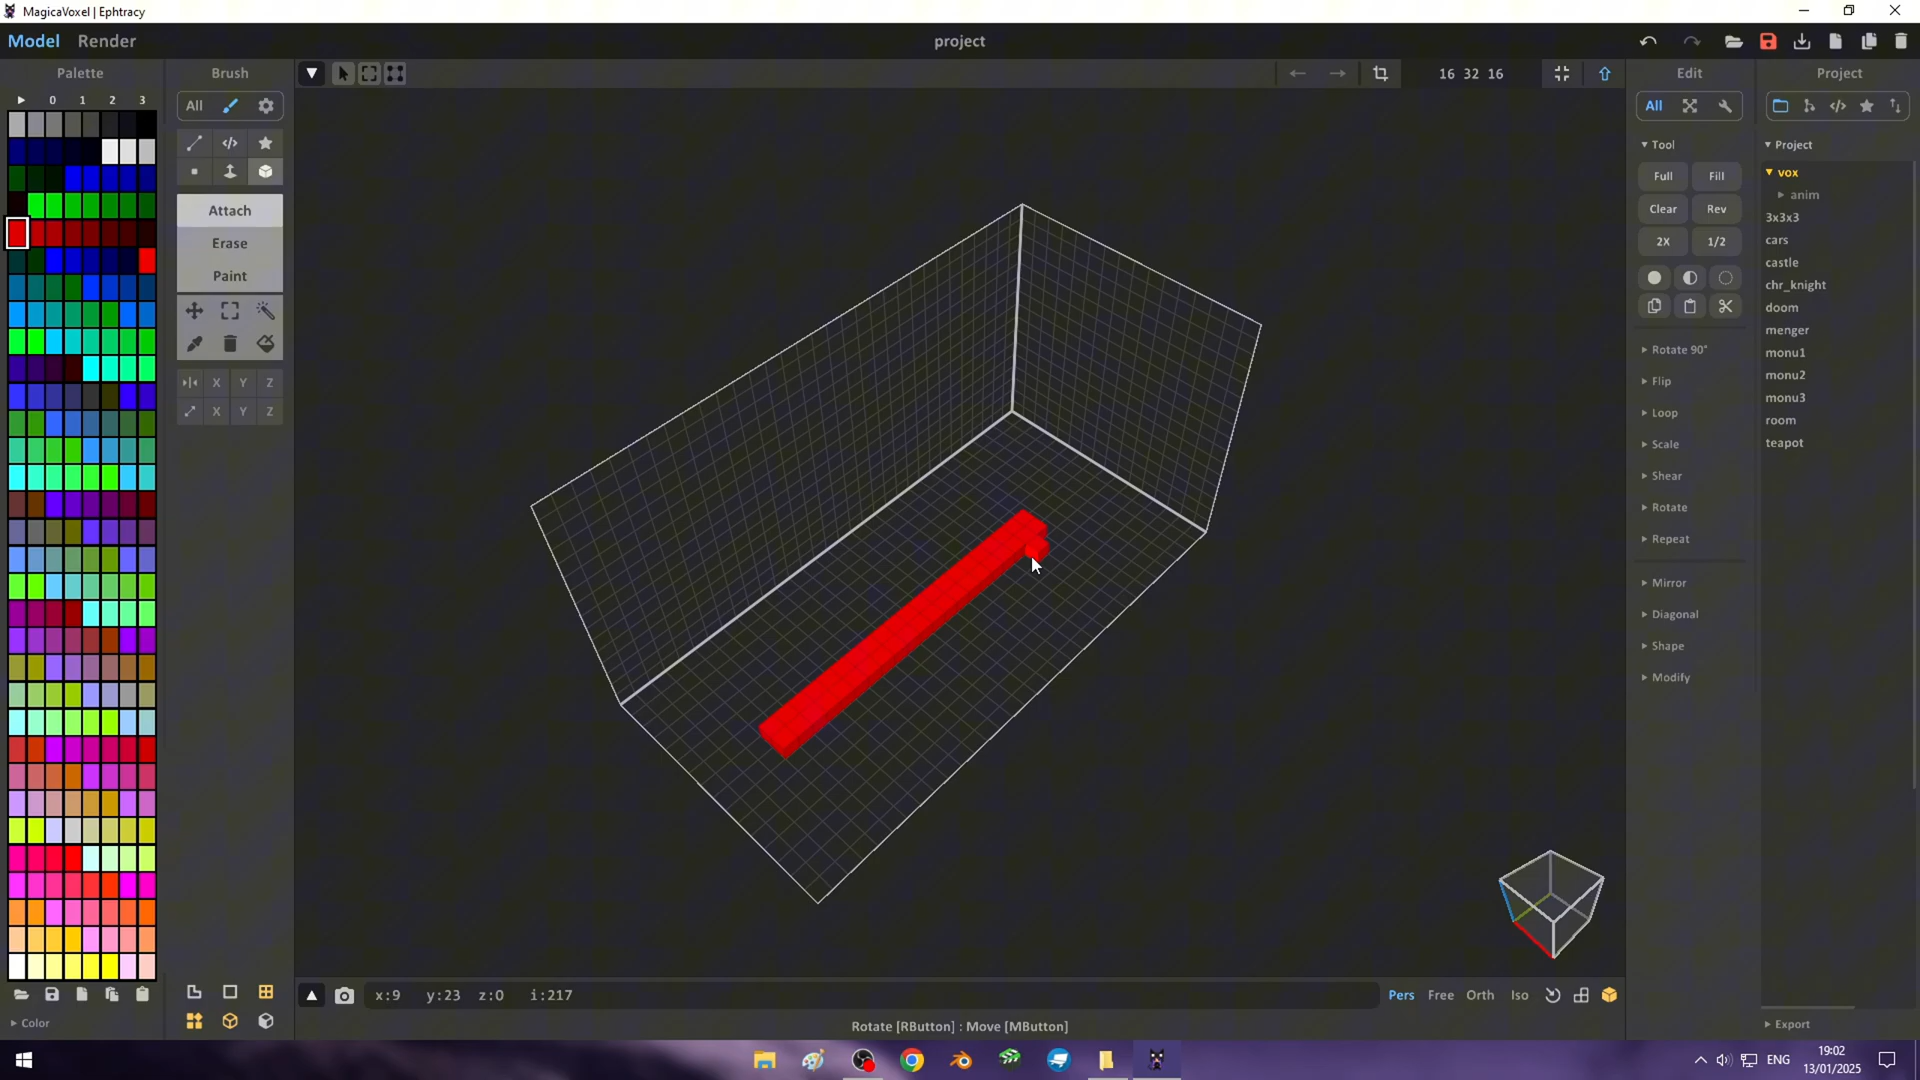 MagicaVoxel | Ephtracy
Model Render
project
Palette
Brush
16 32 16
Edit
Project
0 1 2 3
All
All
Attach
Erase
Paint
X Y Z
X Y Z
Tool
Full Fill
Clear Rev
2X 1/2
Rotate 90°
Flip
Loop
Scale
Shear
Rotate
Repeat
Mirror
Diagonal
Shape
Modify
Project
vox
anim
3x3x3
cars
castle
chr_knight
doom
menger
monu1
monu2
monu3
room
teapot
x:9 y:23 z:0 i:217
Pers Free Orth Iso
Color
Rotate [RButton] : Move [MButton]
Export
ENG
19:02
13/01/2025